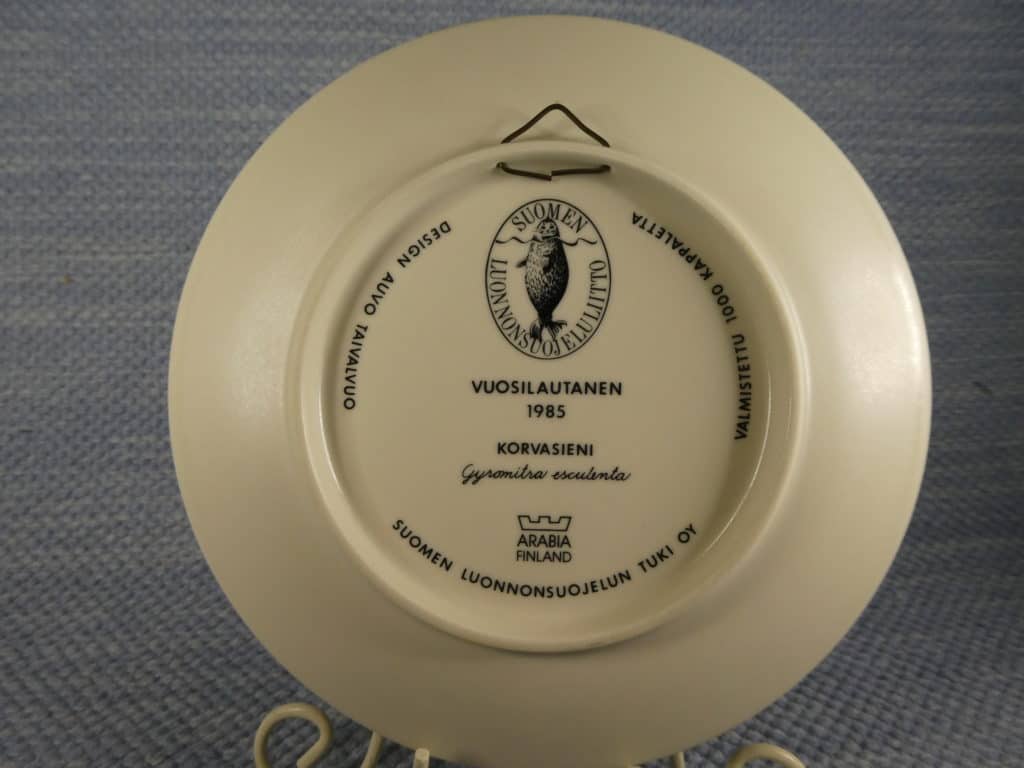 SUOMEN
LUONNONSUOJELULIITTO
DESIGN AUVO TAIVALVUO
VALMISTETTU 1000 KAPPALETTA
VUOSILAUTANEN
1985
KORVASIENI
Gyromitra esculenta
ARABIA
FINLAND
SUOMEN LUONNONSUOJELUN TUKI OY